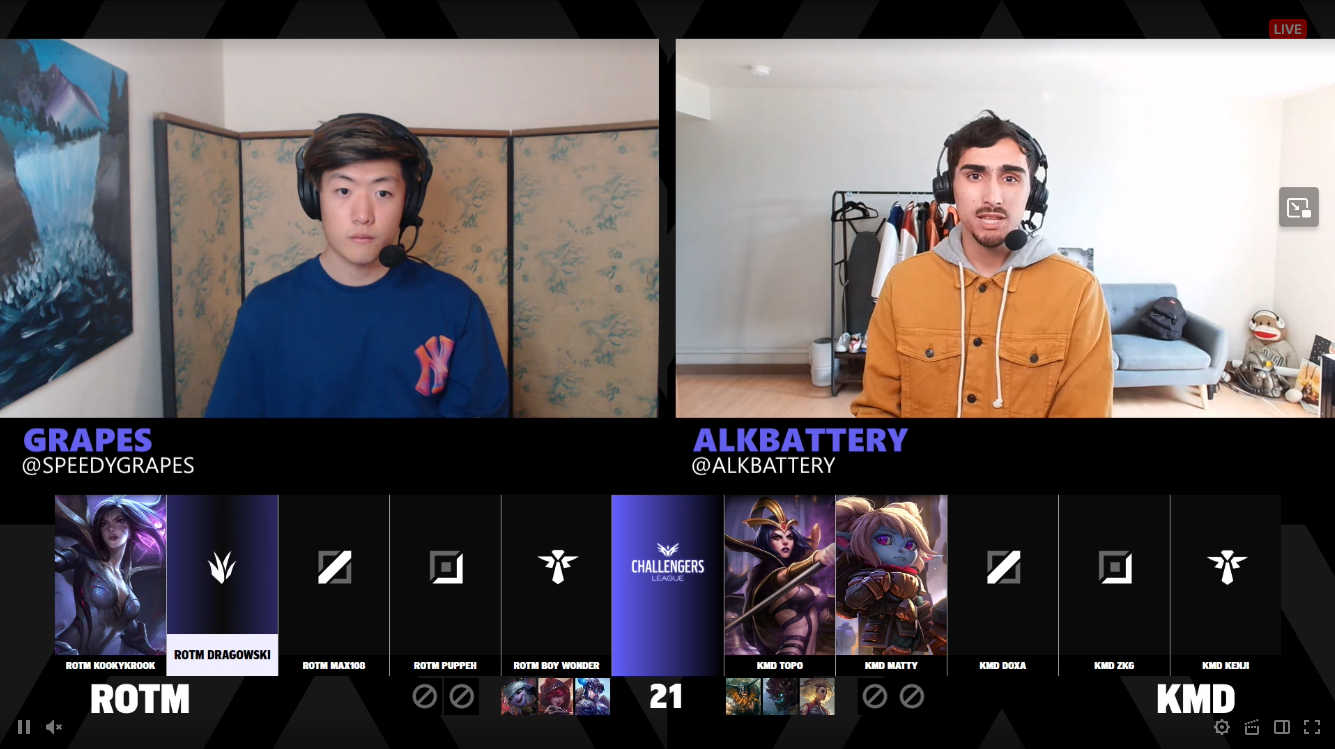 LIVE
GRAPES
@SPEEDYGRAPES
ALKBATTERY
@ALKBATTERY
CHALLENGERS
LEAGUE
ROTM KOOKYKROOK
ROTM DRAGOWSKI
ROTM MAX108
ROTM PUPPEH
ROTM BOY WONDER
KMD TOPO
KMD MATTY
KMD DOXA
KMD ZK6
KMD KENJI
ROTM
21
KMD